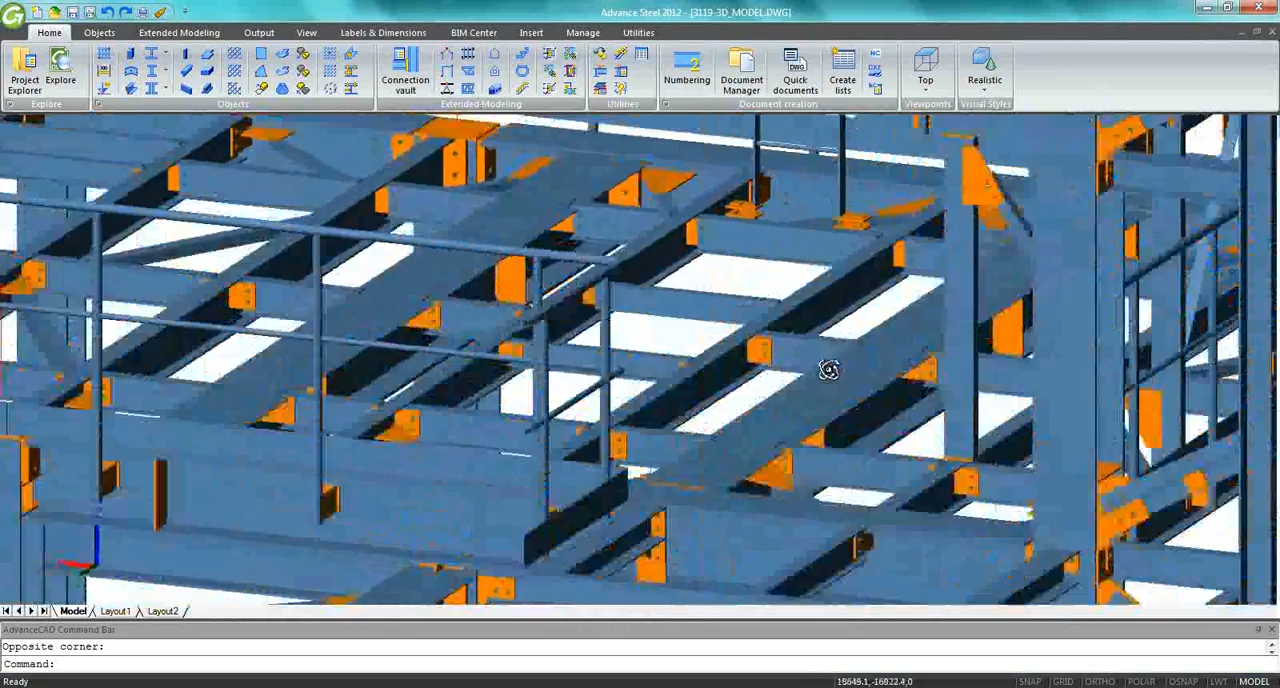 Advance Steel 2012 - [3119-3D_MODEL.DWG]
Home Objects Extended Modeling Output View Labels & Dimensions BIM Center Insert Manage Utilities
Project Explorer
Explore
Connection vault
Numbering
Document Manager
Quick documents
Create lists
Top
Realistic
Explore Objects Extended Modeling Utilities Document creation Viewpoints Visual Styles
Model Layout1 Layout2
AdvanceCAD Command Bar
Opposite corner:
Command:
Ready
SNAP GRID ORTHO POLAR OSNAP LWT MODEL